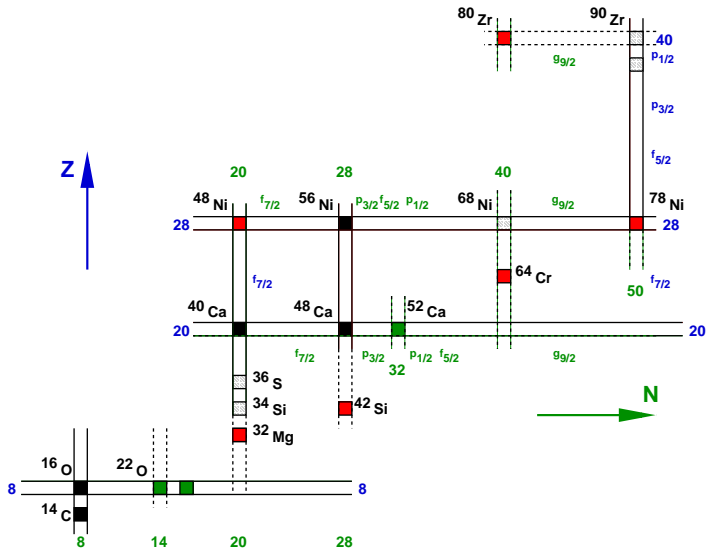 80 Zr 90 Zr
40
g9/2 p1/2
p3/2
f5/2
Z 20 28 40
48 Ni f7/2 56 Ni p3/2 f5/2 p1/2 68 Ni g9/2 78 Ni
28 28
64 Cr
f7/2 f7/2
50
40 Ca 48 Ca 52 Ca
20 20
f7/2 p3/2 p1/2 f5/2 g9/2
32
36 S
34 Si 42 Si N
32 Mg
16 O 22 O
8 8
14 C
8 14 20 28